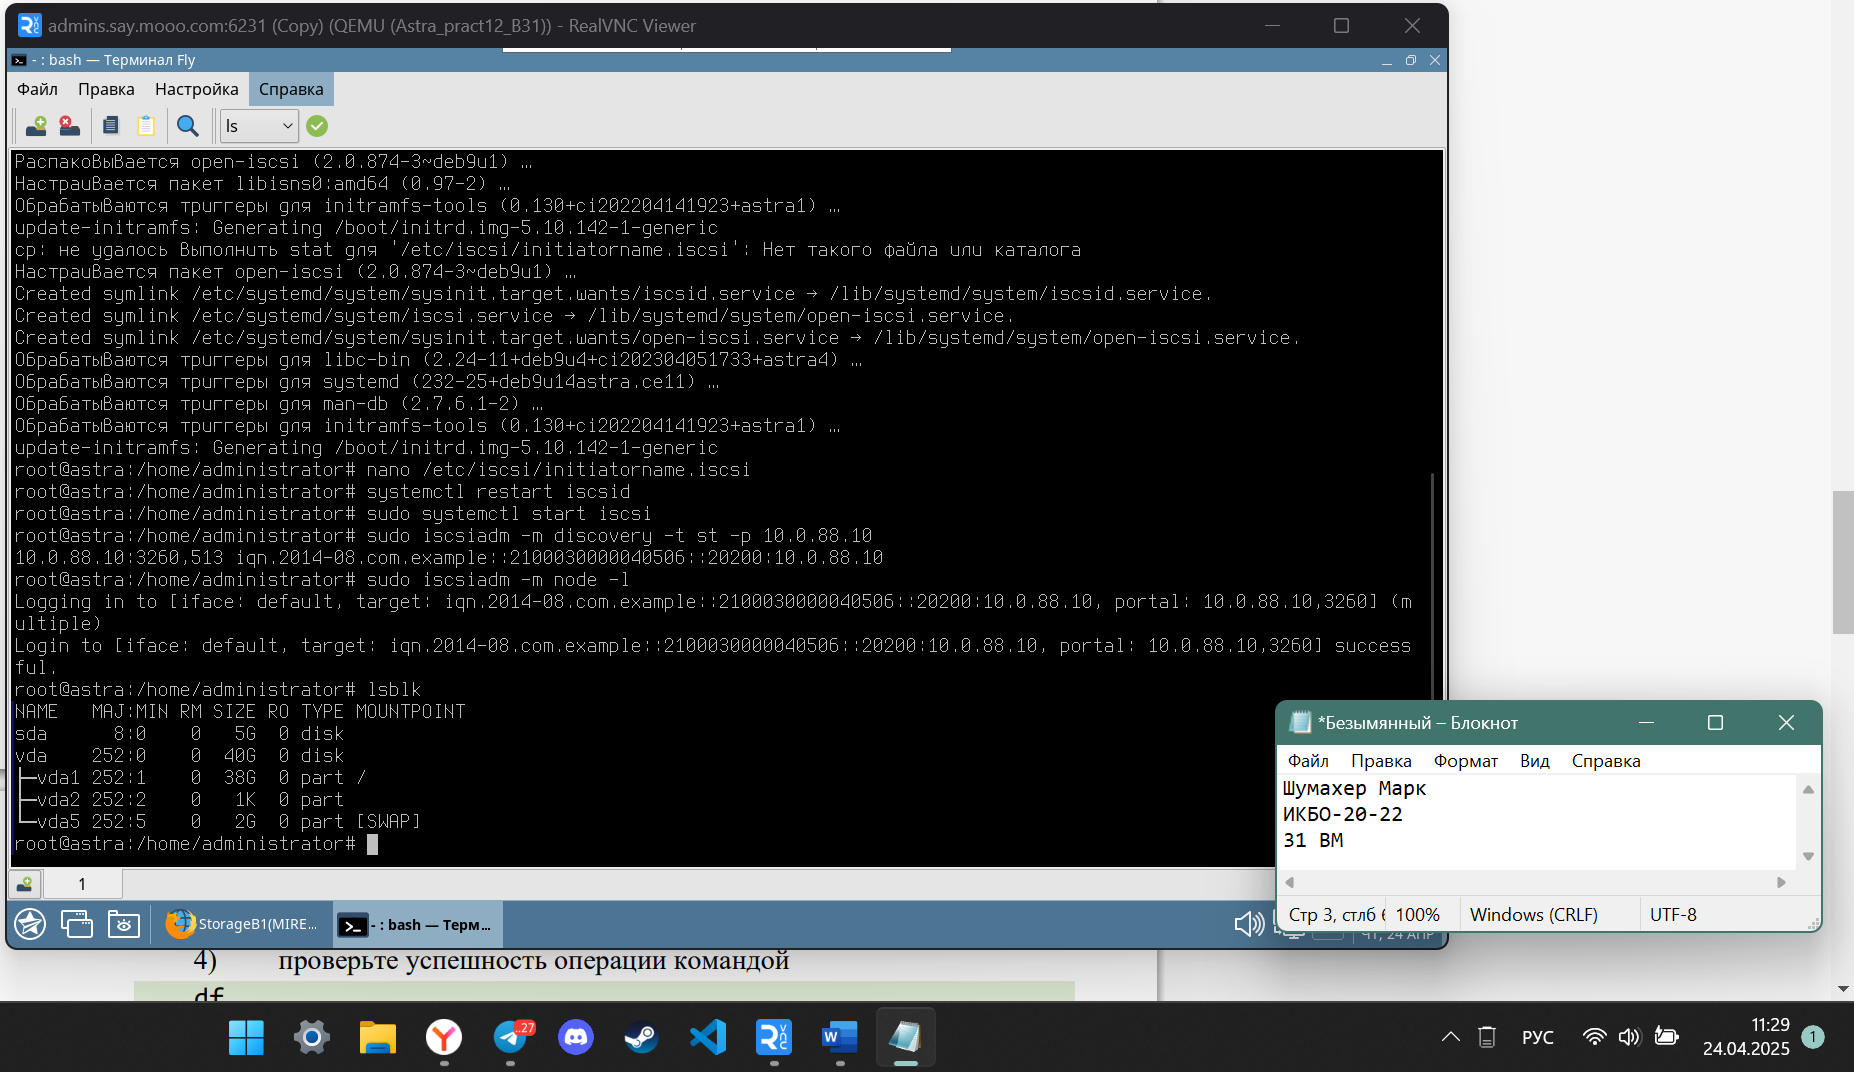 admins.say.mooo.com:6231 (Copy) (QEMU (Astra_pract12_B31)) - RealVNC Viewer
- : bash — Терминал Fly
Файл Правка Настройка Справка
ls
РаспакоВыВается open-iscsi (2.0.874-3~deb9u1) …
НастраиВается пакет libisns0:amd64 (0.97-2) …
ОбрабатыВаются триггеры для initramfs-tools (0.130+ci202204141923+astra1) …
update-initramfs: Generating /boot/initrd.img-5.10.142-1-generic
cp: не удалось Выполнить stat для '/etc/iscsi/initiatorname.iscsi': Нет такого файла или каталога
НастраиВается пакет open-iscsi (2.0.874-3~deb9u1) …
Created symlink /etc/systemd/system/sysinit.target.wants/iscsid.service → /lib/systemd/system/iscsid.service.
Created symlink /etc/systemd/system/iscsi.service → /lib/systemd/system/open-iscsi.service.
Created symlink /etc/systemd/system/sysinit.target.wants/open-iscsi.service → /lib/systemd/system/open-iscsi.service.
ОбрабатыВаются триггеры для libc-bin (2.24-11+deb9u4+ci202304051733+astra4) …
ОбрабатыВаются триггеры для systemd (232-25+deb9u14astra.ce11) …
ОбрабатыВаются триггеры для man-db (2.7.6.1-2) …
ОбрабатыВаются триггеры для initramfs-tools (0.130+ci202204141923+astra1) …
update-initramfs: Generating /boot/initrd.img-5.10.142-1-generic
root@astra:/home/administrator# nano /etc/iscsi/initiatorname.iscsi
root@astra:/home/administrator# systemctl restart iscsid
root@astra:/home/administrator# sudo systemctl start iscsi
root@astra:/home/administrator# sudo iscsiadm -m discovery -t st -p 10.0.88.10
10.0.88.10:3260,513 iqn.2014-08.com.example::2100030000040506::20200:10.0.88.10
root@astra:/home/administrator# sudo iscsiadm -m node -l
Logging in to [iface: default, target: iqn.2014-08.com.example::2100030000040506::20200:10.0.88.10, portal: 10.0.88.10,3260] (m
ultiple)
Login to [iface: default, target: iqn.2014-08.com.example::2100030000040506::20200:10.0.88.10, portal: 10.0.88.10,3260] success
ful.
root@astra:/home/administrator# lsblk
NAME MAJ:MIN RM SIZE RO TYPE MOUNTPOINT
sda 8:0 0 5G 0 disk
vda 252:0 0 40G 0 disk
├─vda1 252:1 0 38G 0 part /
├─vda2 252:2 0 1K 0 part
└─vda5 252:5 0 2G 0 part [SWAP]
root@astra:/home/administrator#
1
StorageB1(MIRE... - : bash — Терм...
ЧТ, 24 АПР
*Безымянный – Блокнот
Файл Правка Формат Вид Справка
Шумахер Марк
ИКБО-20-22
31 ВМ
Стр 3, стлб 100% Windows (CRLF) UTF-8
4) проверьте успешность операции командой
df
..27
РУС
11:29
24.04.2025
1